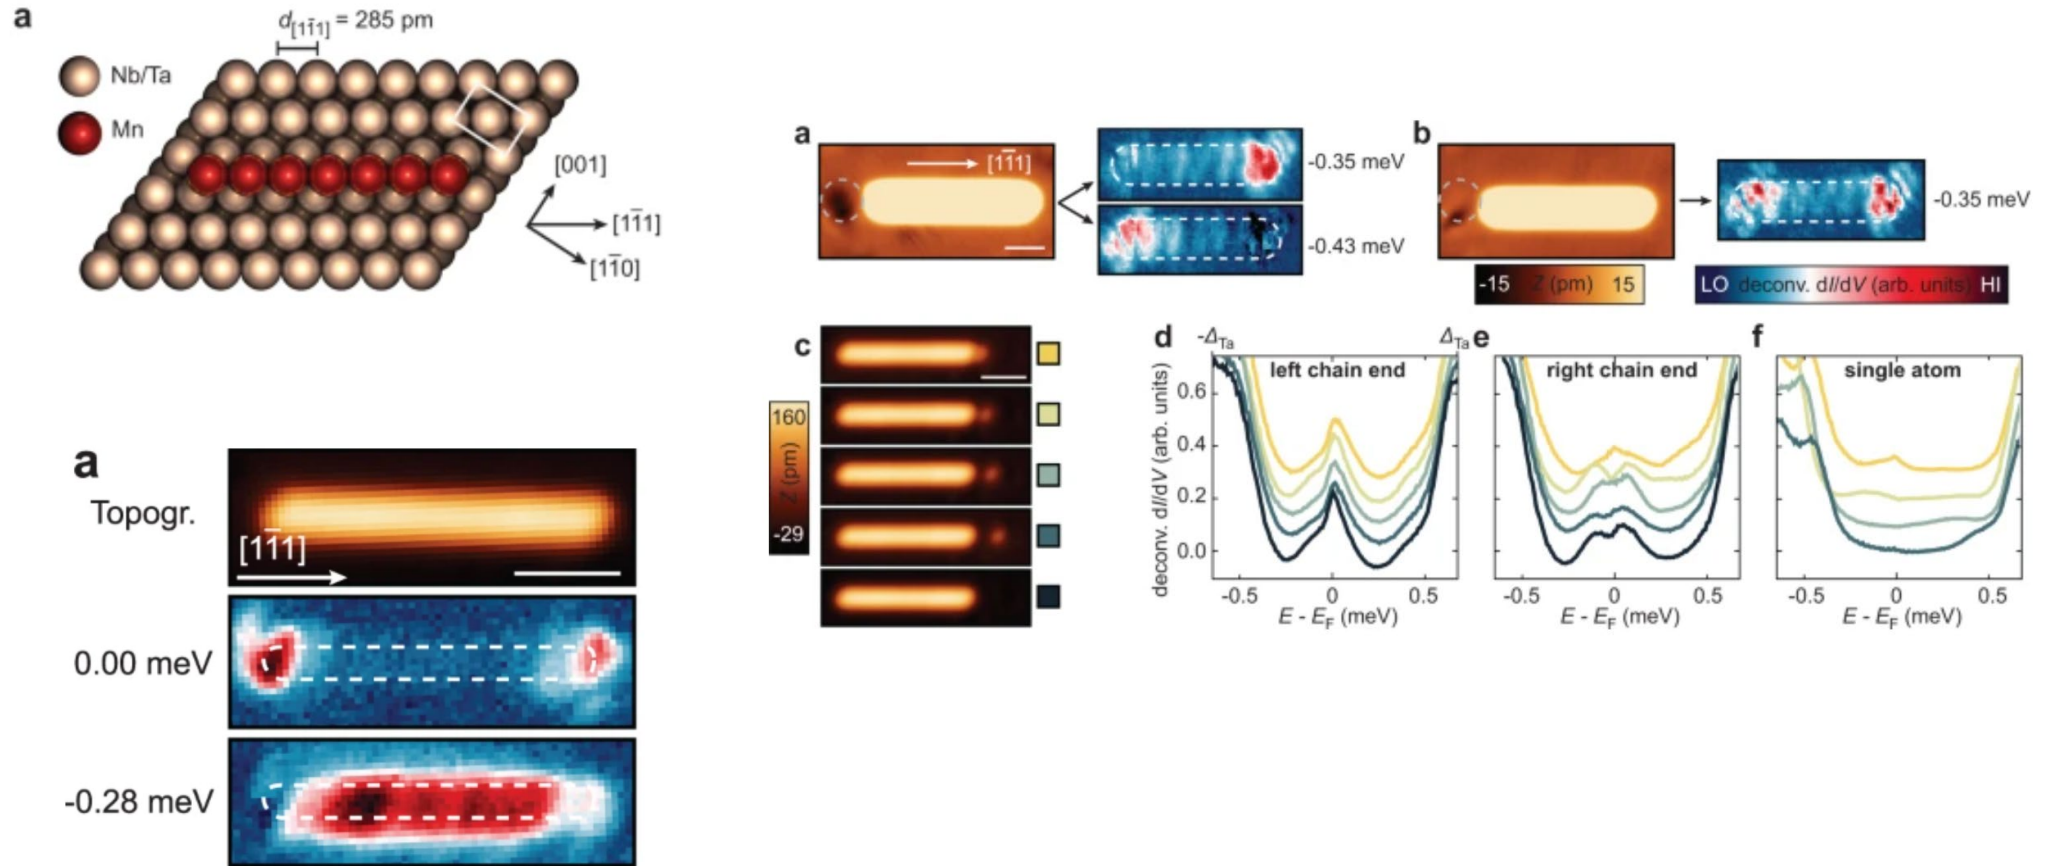 a
d[11̅1] = 285 pm
Nb/Ta
Mn
[001]
[11̅1]
[11̅0]
a
[11̅1]
-0.35 meV
-0.43 meV
b
-0.35 meV
-15 Z (pm) 15
LO deconv. dI/dV (arb. units) HI
c
160
Z (pm)
-29
d
-ΔTa
ΔTa
left chain end
deconv. dI/dV (arb. units)
0.6
0.4
0.2
0.0
-0.5 0 0.5
E - EF (meV)
e
right chain end
-0.5 0 0.5
E - EF (meV)
f
single atom
-0.5 0 0.5
E - EF (meV)
a
Topogr.
[11̅1]
0.00 meV
-0.28 meV